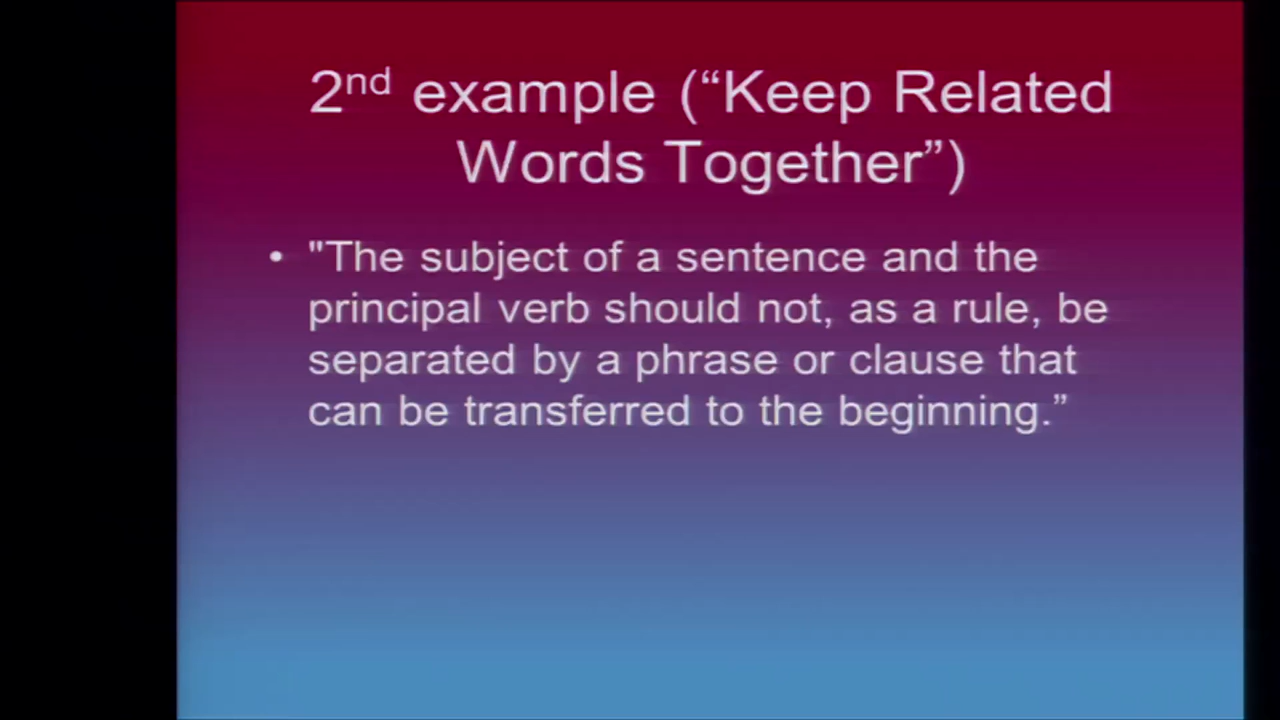 2nd example (“Keep Related
Words Together”)
• "The subject of a sentence and the
principal verb should not, as a rule, be
separated by a phrase or clause that
can be transferred to the beginning.”